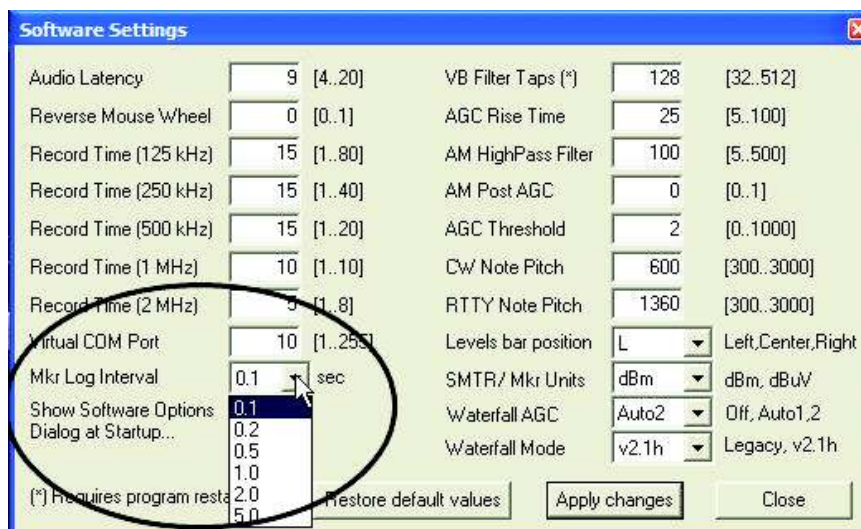 Software Settings
Audio Latency 9 [4..20]
Reverse Mouse Wheel 0 [0..1]
Record Time (125 kHz) 15 [1..80]
Record Time (250 kHz) 15 [1..40]
Record Time (500 kHz) 15 [1..20]
Record Time (1 MHz) 10 [1..10]
Record Time (2 MHz) 5 [1..8]
Virtual COM Port 10 [1..255]
Mkr Log Interval 0.1 sec
0.1
0.2
0.5
1.0
2.0
5.0
Show Software Options
Dialog at Startup...
VB Filter Taps (*) 128 [32..512]
AGC Rise Time 25 [5..100]
AM HighPass Filter 100 [5..500]
AM Post AGC 0 [0..1]
AGC Threshold 2 [0..1000]
CW Note Pitch 600 [300..3000]
RTTY Note Pitch 1360 [300..3000]
Levels bar position L Left,Center,Right
SMTR/ Mkr Units dBm dBm, dBuV
Waterfall AGC Auto2 Off, Auto1,2
Waterfall Mode v2.1h Legacy, v2.1h
(*) Requires program resta
Restore default values Apply changes Close